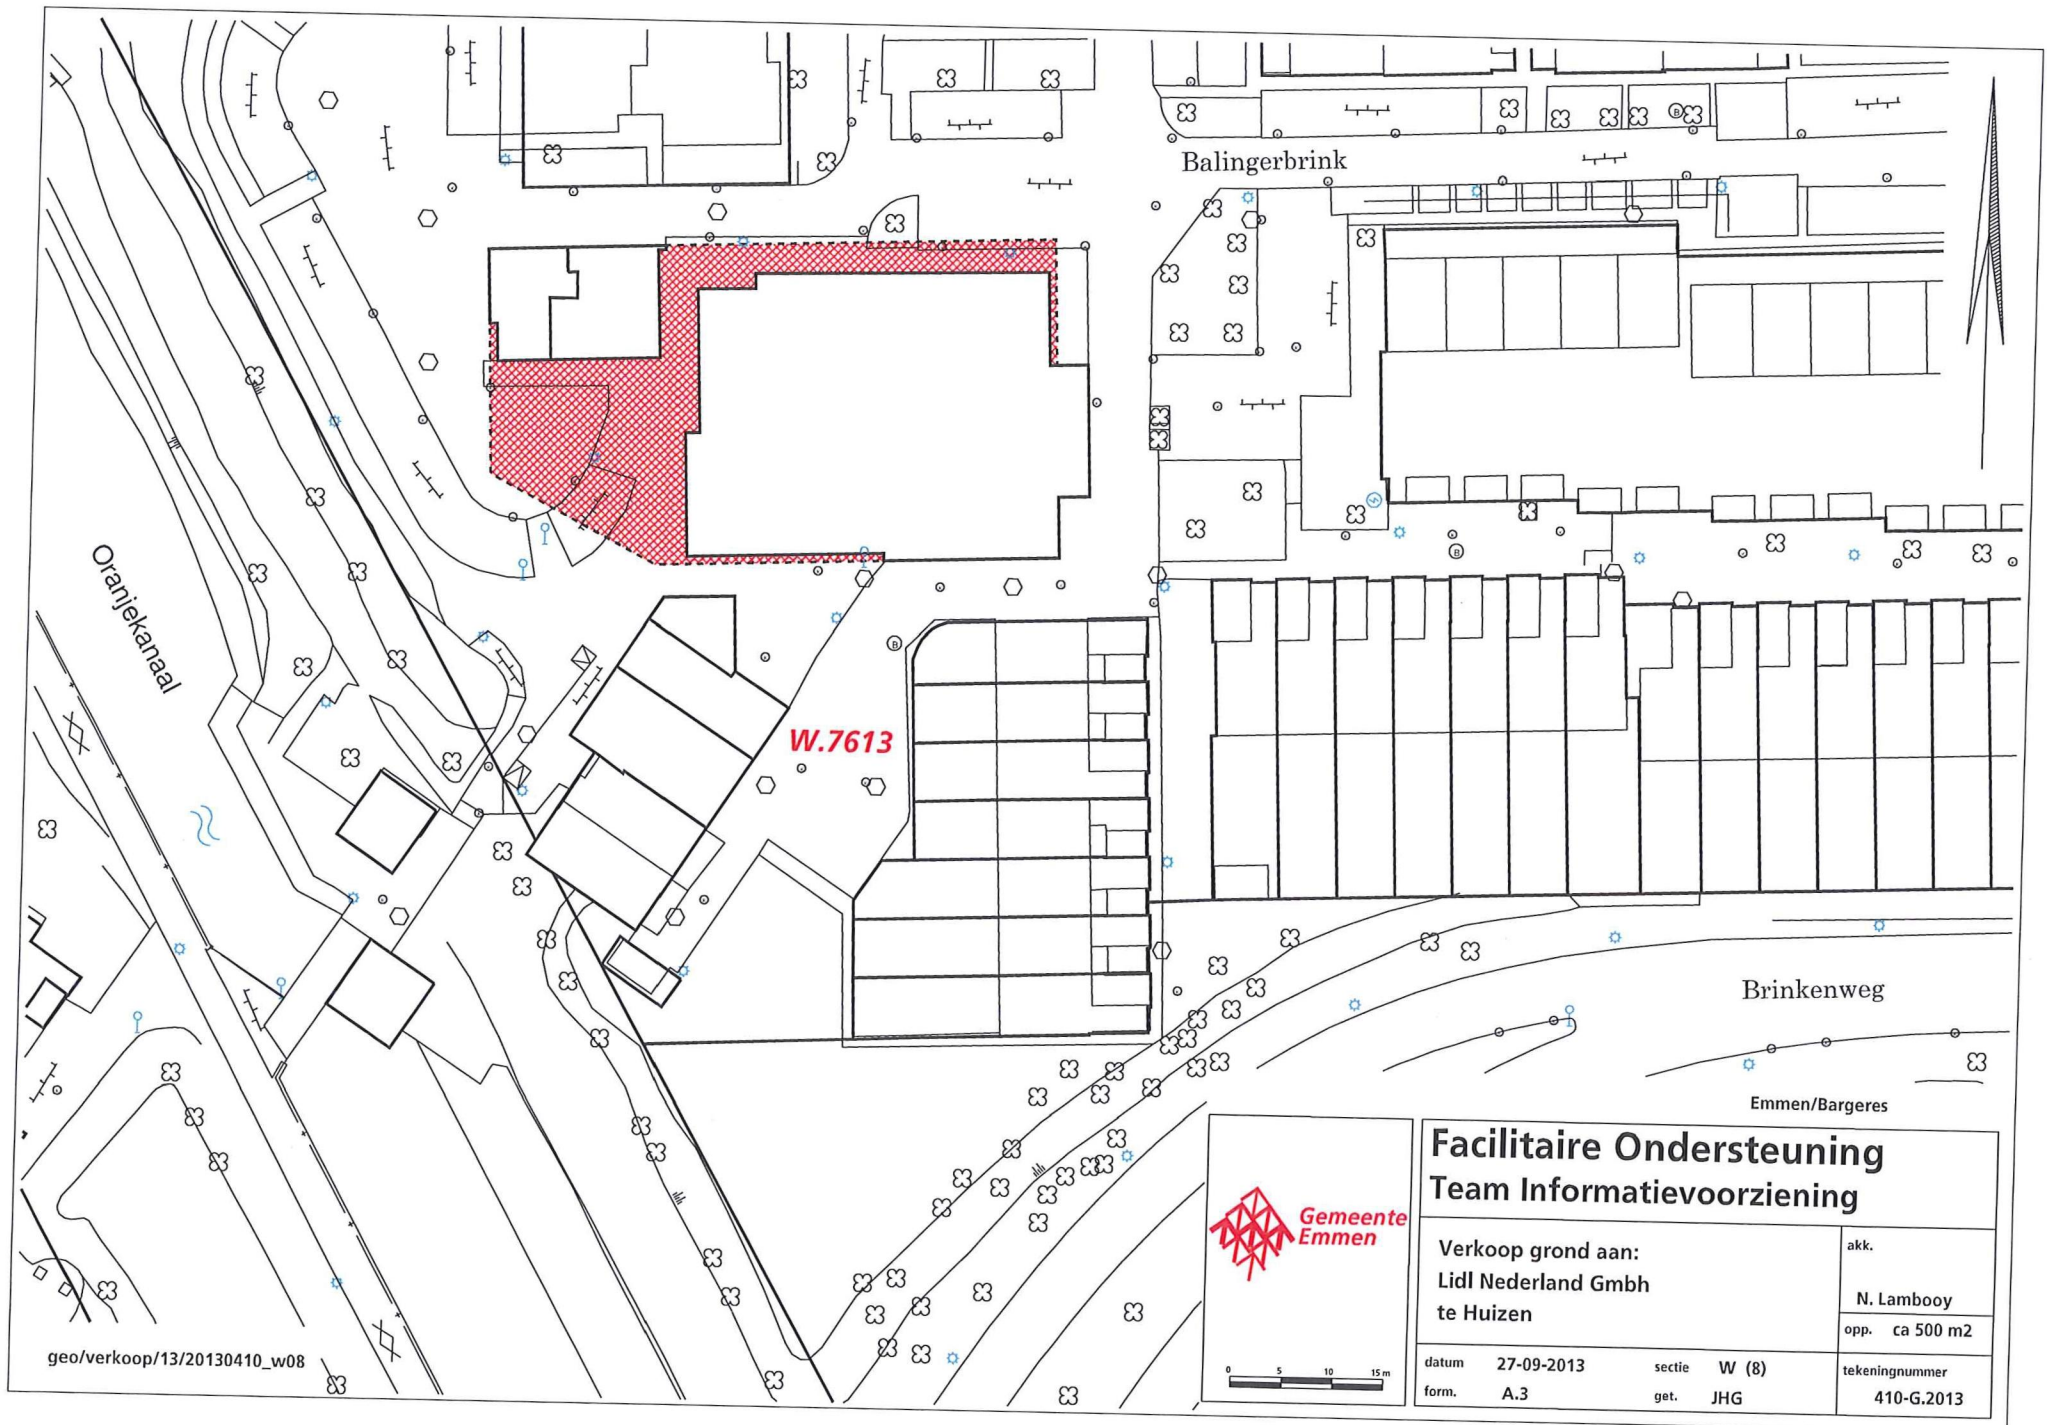 Balingerbrink
Oranjekanaal
W.7613
Brinkenweg
Emmen/Bargeres
Gemeente
Emmen
0 5 10 15 m
Facilitaire Ondersteuning
Team Informatievoorziening
Verkoop grond aan:
Lidl Nederland Gmbh
te Huizen
akk.
N. Lambooy
opp. ca 500 m2
datum 27-09-2013 sectie W (8)
form. A.3 get. JHG
tekeningnummer
410-G.2013
geo/verkoop/13/20130410_w08
B
B
B